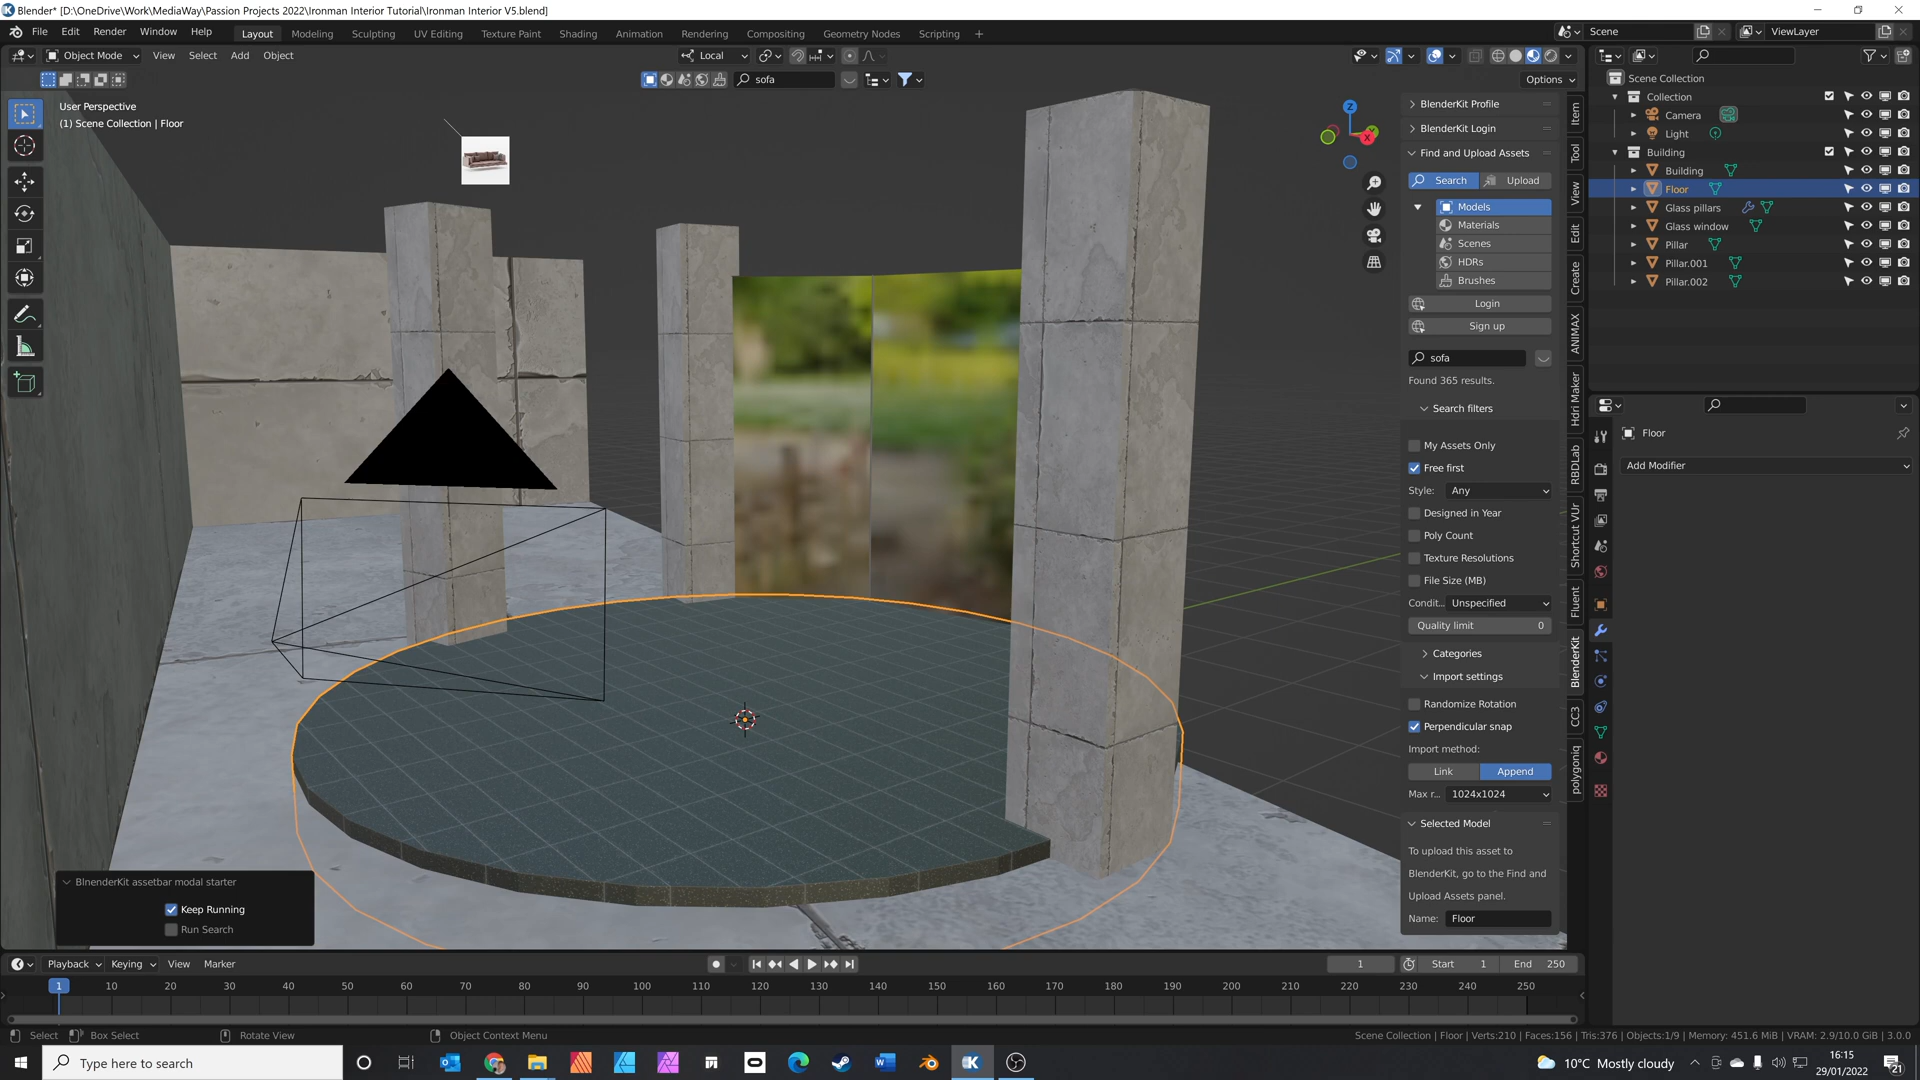 Blender* [D:\OneDrive\Work\MediaWay\Passion Projects 2022\Ironman Interior Tutorial\Ironman Interior V5.blend]
File Edit Render Window Help Layout Modeling Sculpting UV Editing Texture Paint Shading Animation Rendering Compositing Geometry Nodes Scripting + Scene ViewLayer
Object Mode View Select Add Object Local
sofa Options
User Perspective
(1) Scene Collection | Floor
Z
X
BlenderKit Profile
BlenderKit Login
Find and Upload Assets
Search Upload
Models
Materials
Scenes
HDRs
Brushes
Login
Sign up
sofa
Found 365 results.
Search filters
My Assets Only
Free first
Style: Any
Designed in Year
Poly Count
Texture Resolutions
File Size (MB)
Condit... Unspecified
Quality limit 0
Categories
Import settings
Randomize Rotation
Perpendicular snap
Import method:
Link Append
Max r... 1024x1024
Selected Model
To upload this asset to
BlenderKit, go to the Find and
Upload Assets panel.
Name: Floor
Item
Tool
View
Edit
Create
ANIMAX
Hdri Maker
RBDLab
Shortcut VUr
Fluent
BlenderKit
CC3
polygoniq
Scene Collection
Collection
Camera
Light
Building
Building
Floor
Glass pillars
Glass window
Pillar
Pillar.001
Pillar.002
Floor
Add Modifier
BlnenderKit assetbar modal starter
Keep Running
Run Search
Playback Keying View Marker 1 Start 1 End 250
1 10 20 30 40 50 60 70 80 90 100 110 120 130 140 150 160 170 180 190 200 210 220 230 240 250
Select Box Select Rotate View Object Context Menu Scene Collection | Floor | Verts:210 | Faces:156 | Tris:376 | Objects:1/9 | Memory: 451.6 MiB | VRAM: 2.9/10.0 GiB | 3.0.0
Type here to search
10°C Mostly cloudy
16:15
29/01/2022
21